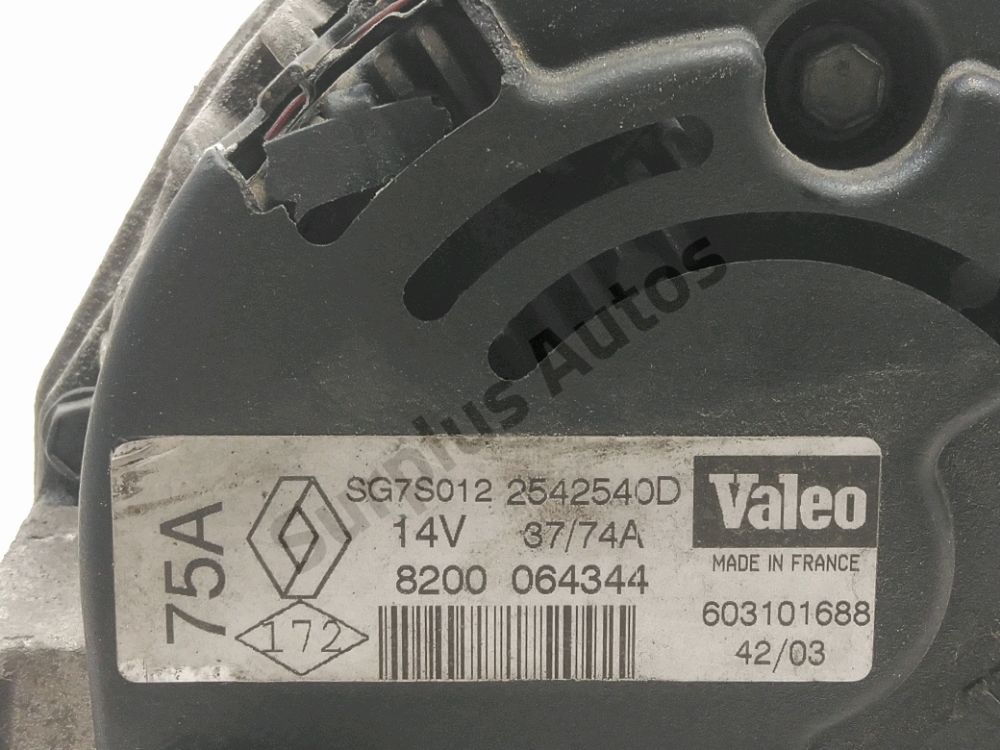 Surplus Autos
75A
SG7S012 2542540D
14V 37/74A
8200 064344
172
Valeo
MADE IN FRANCE
603101688
42/03